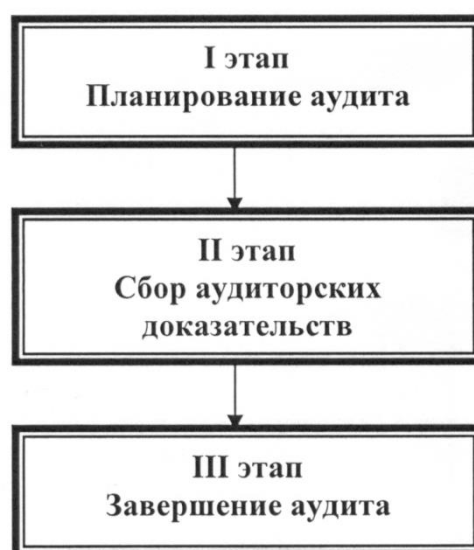 I этап
Планирование аудита
II этап
Сбор аудиторских
доказательств
III этап
Завершение аудита